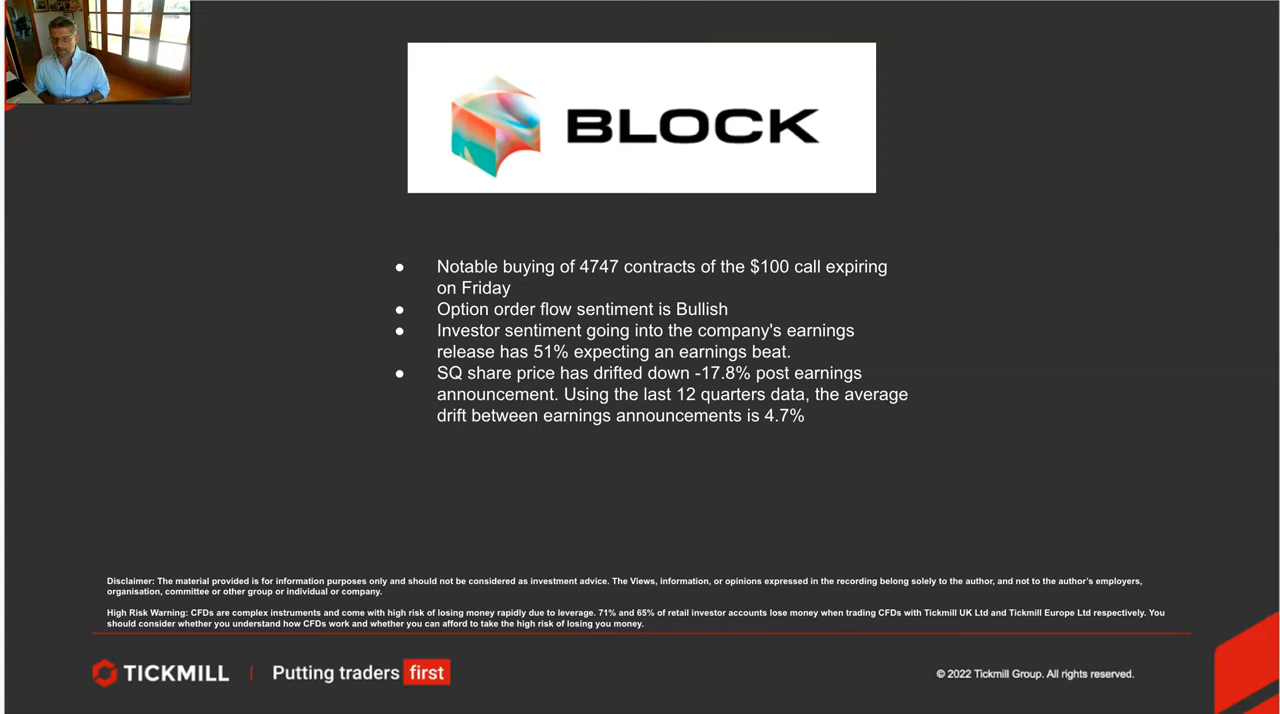 BLOCK
● Notable buying of 4747 contracts of the $100 call expiring
on Friday
● Option order flow sentiment is Bullish
● Investor sentiment going into the company's earnings
release has 51% expecting an earnings beat.
● SQ share price has drifted down -17.8% post earnings
announcement. Using the last 12 quarters data, the average
drift between earnings announcements is 4.7%
Disclaimer: The material provided is for information purposes only and should not be considered as investment advice. The Views, information, or opinions expressed in the recording belong solely to the author, and not to the author's employers,
organisation, committee or other group or individual or company.
High Risk Warning: CFDs are complex instruments and come with high risk of losing money rapidly due to leverage. 71% and 65% of retail investor accounts lose money when trading CFDs with Tickmill UK Ltd and Tickmill Europe Ltd respectively. You
should consider whether you understand how CFDs work and whether you can afford to take the high risk of losing you money.
TICKMILL | Putting traders first
© 2022 Tickmill Group. All rights reserved.